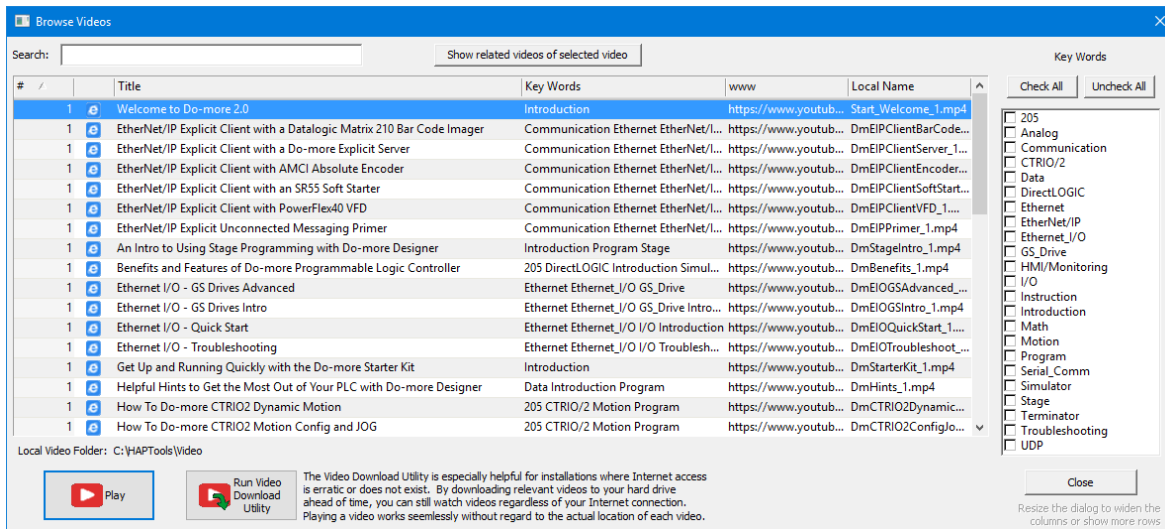 Browse Videos
Search:
Show related videos of selected video
Key Words
Check All Uncheck All
# Title Key Words www Local Name
1 Welcome to Do-more 2.0 Introduction https://www.youtub... Start_Welcome_1.mp4
1 EtherNet/IP Explicit Client with a Datalogic Matrix 210 Bar Code Imager Communication Ethernet EtherNet/I... https://www.youtub... DmEIPClientBarCode...
1 EtherNet/IP Explicit Client with a Do-more Explicit Server Communication Ethernet EtherNet/I... https://www.youtub... DmEIPClientServer_1...
1 EtherNet/IP Explicit Client with AMCI Absolute Encoder Communication Ethernet EtherNet/I... https://www.youtub... DmEIPClientEncoder...
1 EtherNet/IP Explicit Client with an SR55 Soft Starter Communication Ethernet EtherNet/I... https://www.youtub... DmEIPClientSoftStart...
1 EtherNet/IP Explicit Client with PowerFlex40 VFD Communication Ethernet EtherNet/I... https://www.youtub... DmEIPClientVFD_1....
1 EtherNet/IP Explicit Unconnected Messaging Primer Communication Ethernet EtherNet/I... https://www.youtub... DmEIPPrimer_1.mp4
1 An Intro to Using Stage Programming with Do-more Designer Introduction Program Stage https://www.youtub... DmStageIntro_1.mp4
1 Benefits and Features of Do-more Programmable Logic Controller 205 DirectLOGIC Introduction Simul... https://www.youtub... DmBenefits_1.mp4
1 Ethernet I/O - GS Drives Advanced Ethernet Ethernet_I/O GS_Drive https://www.youtub... DmEIOGSAdvanced_...
1 Ethernet I/O - GS Drives Intro Ethernet Ethernet_I/O GS_Drive Intro... https://www.youtub... DmEIOGSIntro_1.mp4
1 Ethernet I/O - Quick Start Ethernet Ethernet_I/O I/O Introduction https://www.youtub... DmEIOQuickStart_1....
1 Ethernet I/O - Troubleshooting Ethernet Ethernet_I/O I/O Troublesh... https://www.youtub... DmEIOTroubleshoot_...
1 Get Up and Running Quickly with the Do-more Starter Kit Introduction https://www.youtub... DmStarterKit_1.mp4
1 Helpful Hints to Get the Most Out of Your PLC with Do-more Designer Data Introduction Program https://www.youtub... DmHints_1.mp4
1 How To Do-more CTRIO2 Dynamic Motion 205 CTRIO/2 Motion Program https://www.youtub... DmCTRIO2Dynamic...
1 How To Do-more CTRIO2 Motion Config and JOG 205 CTRIO/2 Motion Program https://www.youtub... DmCTRIO2ConfigJo...
205
Analog
Communication
CTRIO/2
Data
DirectLOGIC
Ethernet
EtherNet/IP
Ethernet_I/O
GS_Drive
HMI/Monitoring
I/O
Instruction
Introduction
Math
Motion
Program
Serial_Comm
Simulator
Stage
Terminator
Troubleshooting
UDP
Local Video Folder: C:\HAPTools\Video
Play
Run Video
Download
Utility
The Video Download Utility is especially helpful for installations where Internet access
is erratic or does not exist. By downloading relevant videos to your hard drive
ahead of time, you can still watch videos regardless of your Internet connection.
Playing a video works seemlessly without regard to the actual location of each video.
Close
Resize the dialog to widen the
columns or show more rows